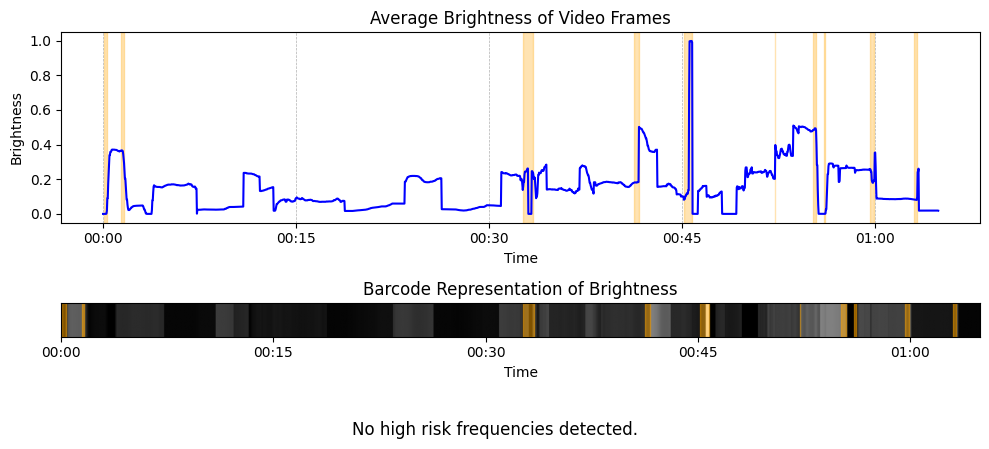 Average Brightness of Video Frames
1.0
0.8
0.6
0.4
0.2
0.0
Brightness
00:00 00:15 00:30 00:45 01:00
Time
Barcode Representation of Brightness
00:00 00:15 00:30 00:45 01:00
Time
No high risk frequencies detected.